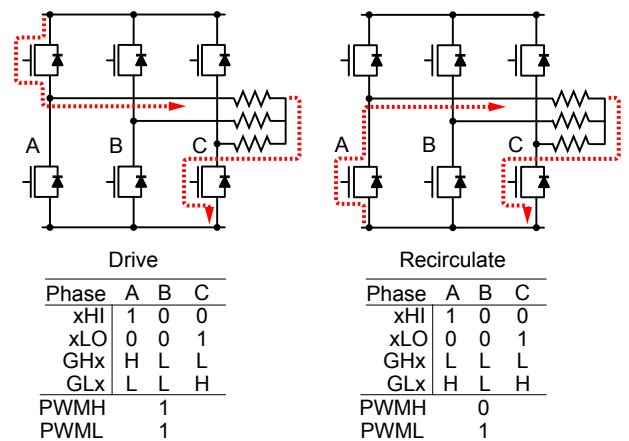 A B C
A B C
Drive
Phase A B C
xHI 1 0 0
xLO 0 0 1
GHx H L L
GLx L L H
PWMH 1
PWML 1
Recirculate
Phase A B C
xHI 1 0 0
xLO 0 0 1
GHx L L L
GLx H L H
PWMH 0
PWML 1